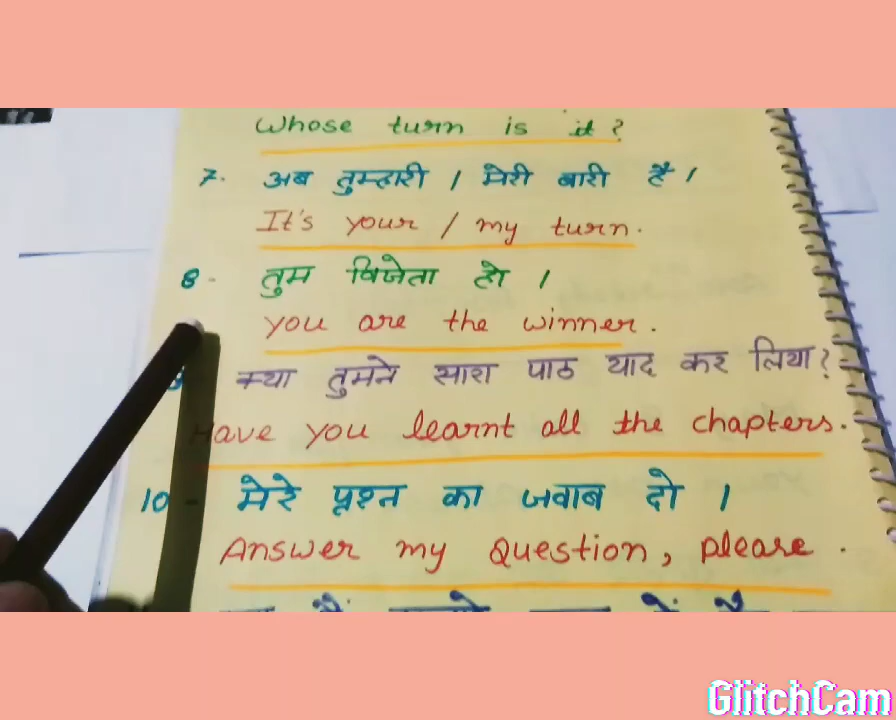 Whose turn is it?
7. अब तुम्हारी / मेरी बारी है।
It's your / my turn.
8. तुम विजेता हो।
You are the winner.
क्या तुमने सारा पाठ याद कर लिया?
Have you learnt all the chapters.
10 - मेरे प्रश्न का जवाब दो।
Answer my question, please.
GlitchCam